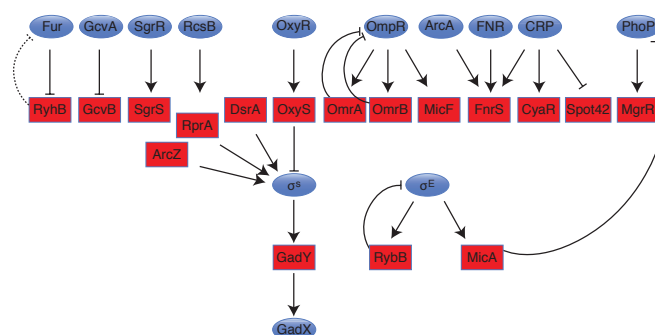 Fur GcvA SgrR RcsB OxyR OmpR ArcA FNR CRP PhoP
RyhB GcvB SgrS DsrA OxyS OmrA OmrB MicF FnrS CyaR Spot42 MgrR
RprA
ArcZ
σˢ σᴱ
GadY RybB MicA
GadX